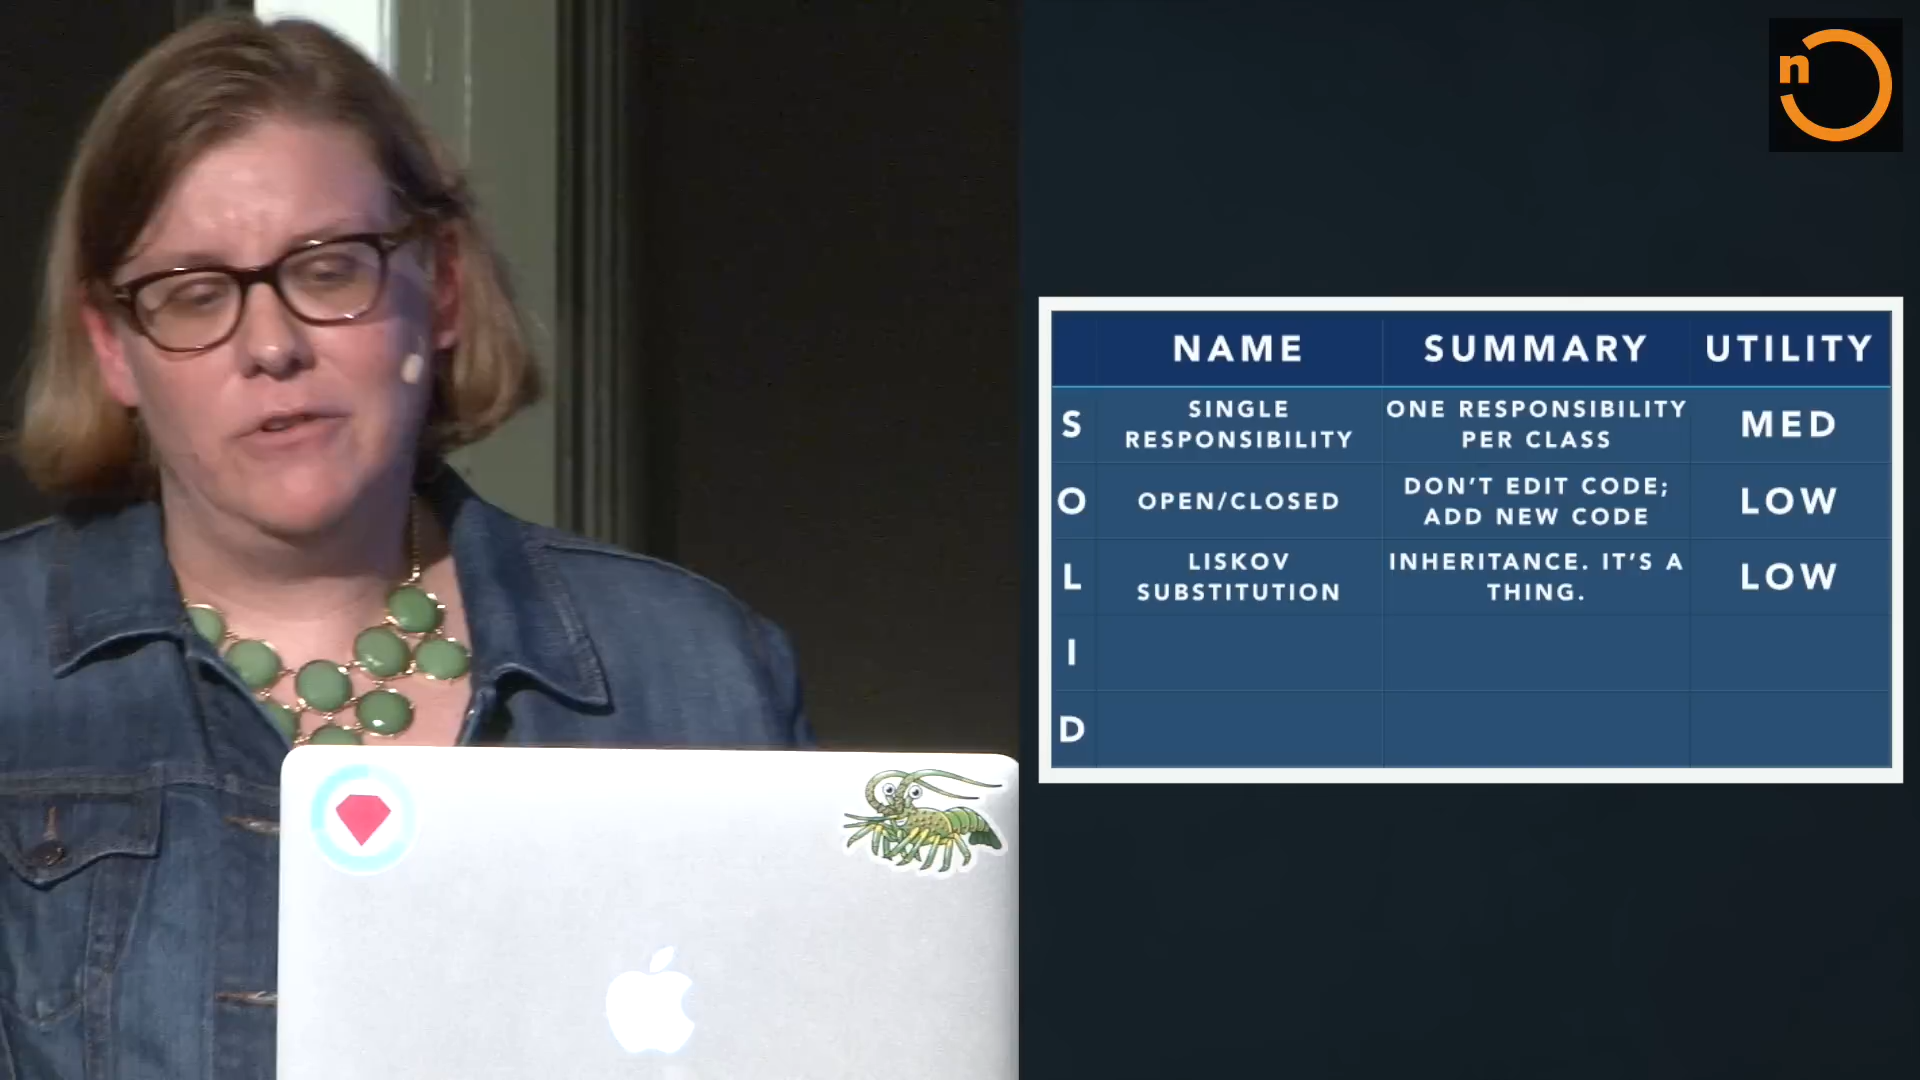 n
NAME SUMMARY UTILITY
S SINGLE RESPONSIBILITY ONE RESPONSIBILITY PER CLASS MED
O OPEN/CLOSED DON'T EDIT CODE; ADD NEW CODE LOW
L LISKOV SUBSTITUTION INHERITANCE. IT'S A THING. LOW
I
D